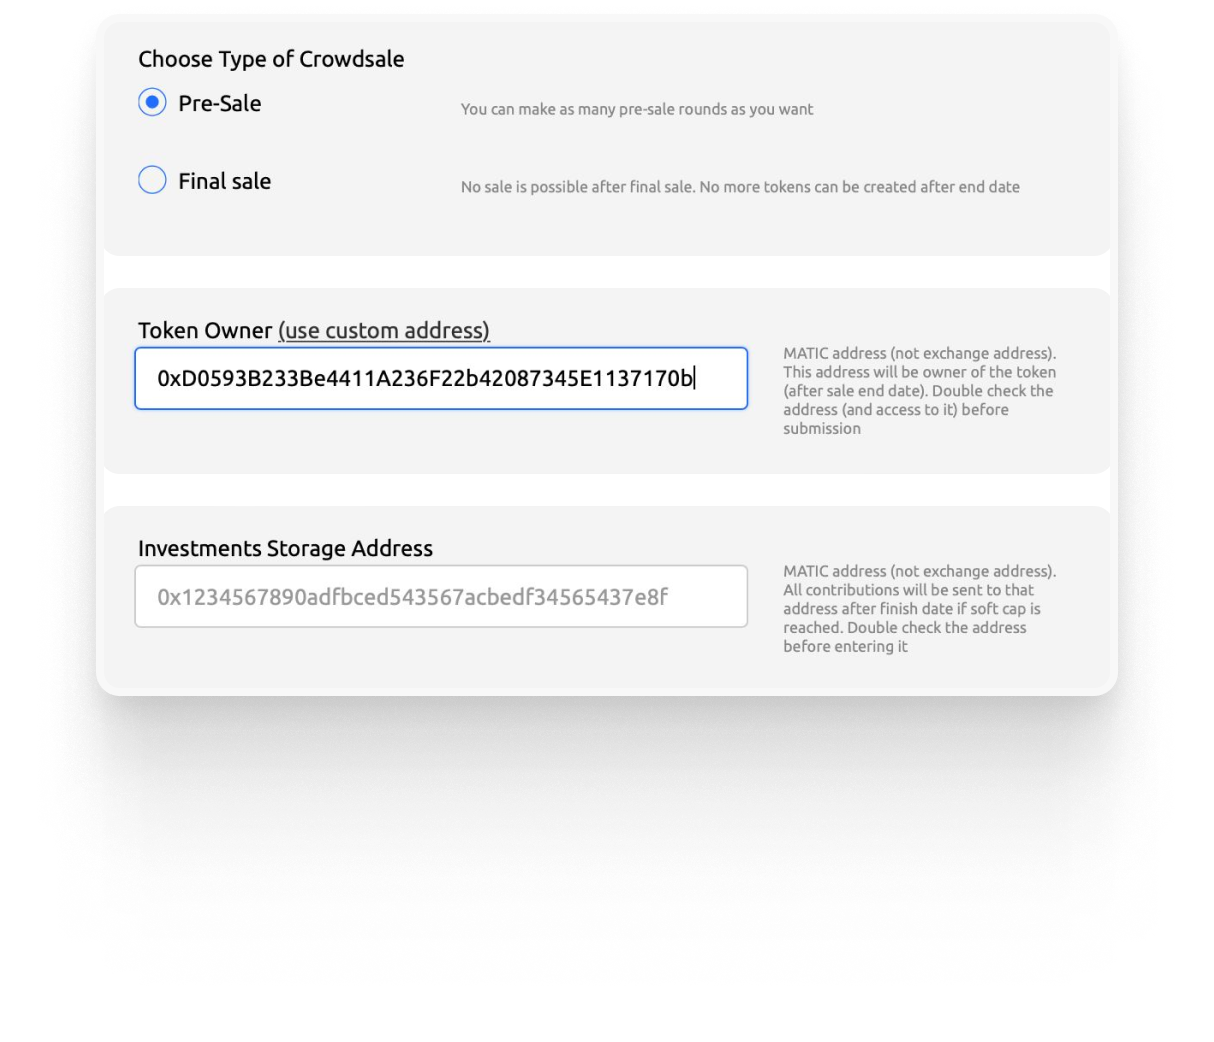 Choose Type of Crowdsale
Pre-Sale
You can make as many pre-sale rounds as you want
Final sale
No sale is possible after final sale. No more tokens can be created after end date
Token Owner (use custom address)
0xD0593B233Be4411A236F22b42087345E1137170b
MATIC address (not exchange address).
This address will be owner of the token
(after sale end date). Double check the
address (and access to it) before
submission
Investments Storage Address
0x1234567890adfbced543567acbedf34565437e8f
MATIC address (not exchange address).
All contributions will be sent to that
address after finish date if soft cap is
reached. Double check the address
before entering it